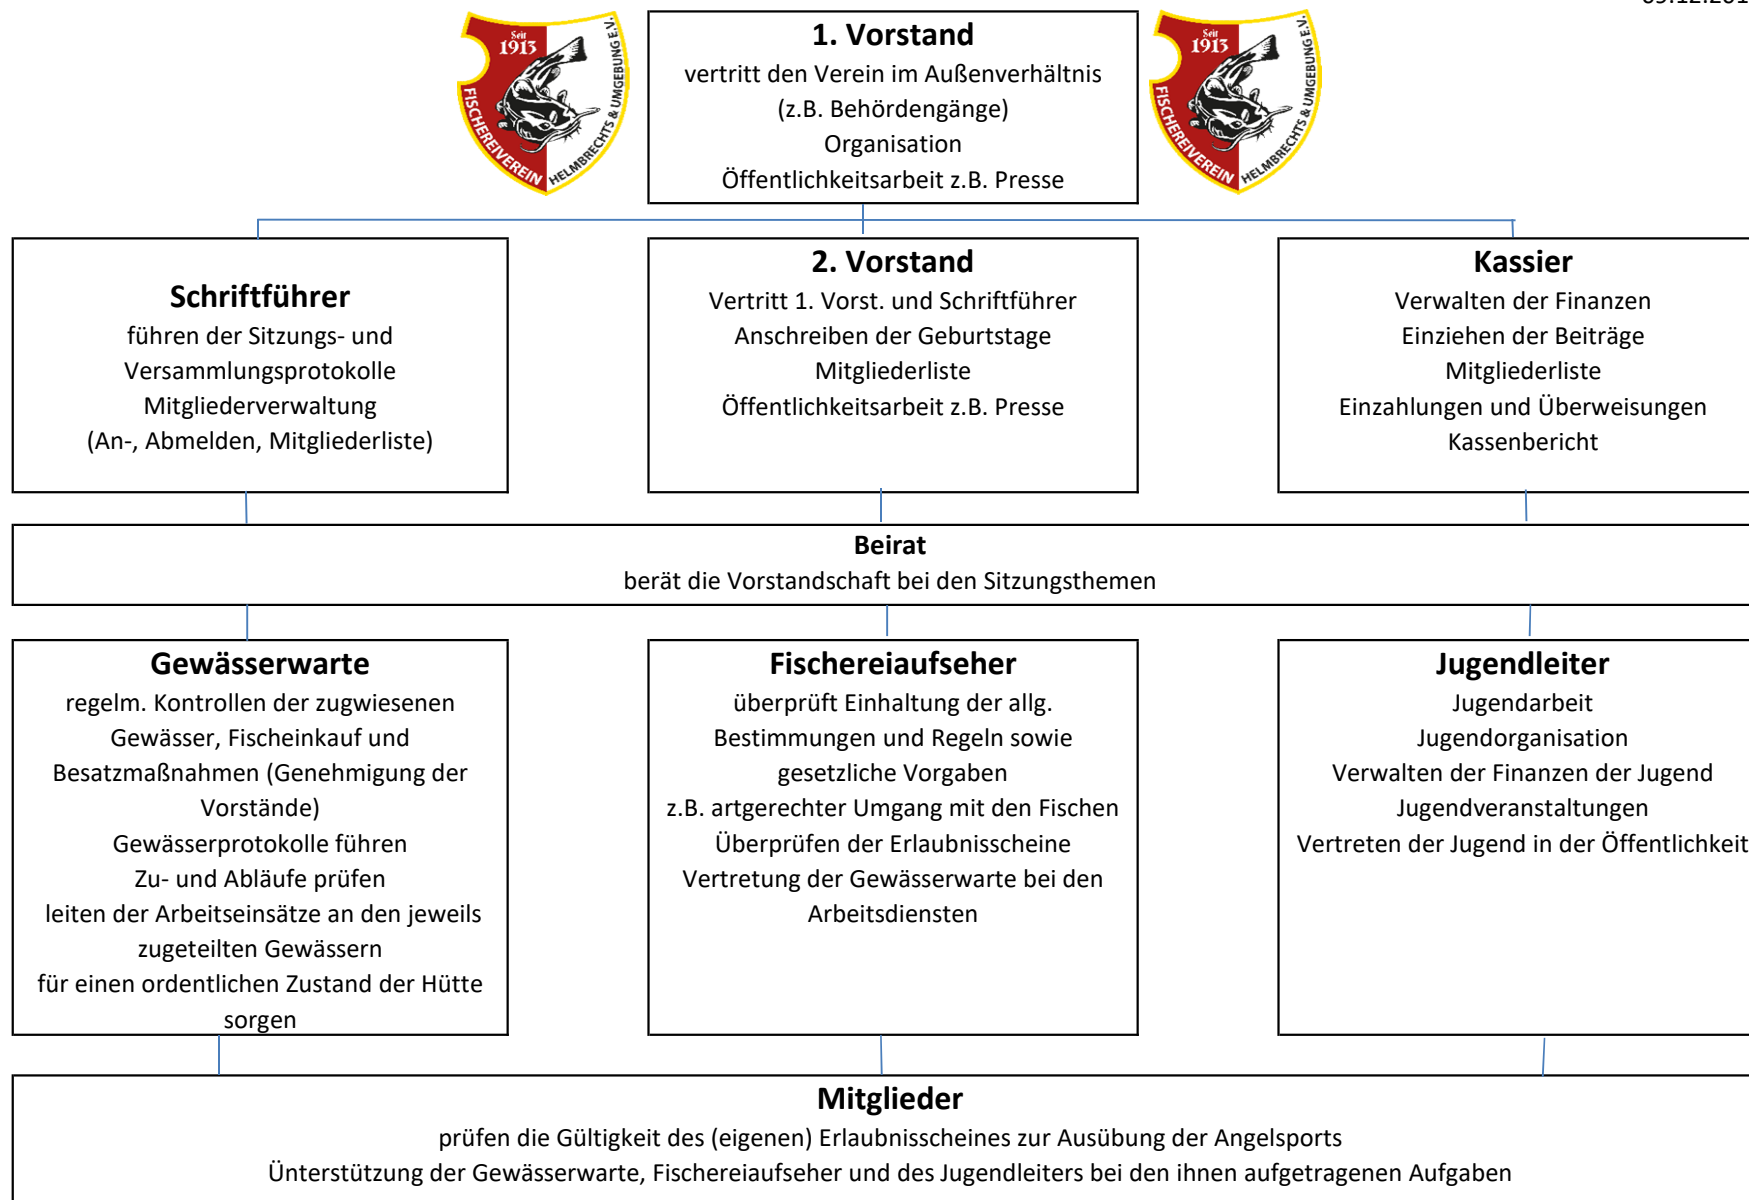 Seit
1913
FISCHEREIVEREIN
HELMBRECHTS & UMGEBUNG E.V.
1. Vorstand
vertritt den Verein im Außenverhältnis
(z.B. Behördengänge)
Organisation
Öffentlichkeitsarbeit z.B. Presse
Seit
1913
FISCHEREIVEREIN
HELMBRECHTS & UMGEBUNG E.V.
Schriftführer
führen der Sitzungs- und
Versammlungsprotokolle
Mitgliederverwaltung
(An-, Abmelden, Mitgliederliste)
2. Vorstand
Vertritt 1. Vorst. und Schriftführer
Anschreiben der Geburtstage
Mitgliederliste
Öffentlichkeitsarbeit z.B. Presse
Kassier
Verwalten der Finanzen
Einziehen der Beiträge
Mitgliederliste
Einzahlungen und Überweisungen
Kassenbericht
Beirat
berät die Vorstandschaft bei den Sitzungsthemen
Gewässerwarte
regelm. Kontrollen der zugwiesenen
Gewässer, Fischeinkauf und
Besatzmaßnahmen (Genehmigung der
Vorstände)
Gewässerprotokolle führen
Zu- und Abläufe prüfen
leiten der Arbeitseinsätze an den jeweils
zugeteilten Gewässern
für einen ordentlichen Zustand der Hütte
sorgen
Fischereiaufseher
überprüft Einhaltung der allg.
Bestimmungen und Regeln sowie
gesetzliche Vorgaben
z.B. artgerechter Umgang mit den Fischen
Überprüfen der Erlaubnisscheine
Vertretung der Gewässerwarte bei den
Arbeitsdiensten
Jugendleiter
Jugendarbeit
Jugendorganisation
Verwalten der Finanzen der Jugend
Jugendveranstaltungen
Vertreten der Jugend in der Öffentlichkeit
Mitglieder
prüfen die Gültigkeit des (eigenen) Erlaubnisscheines zur Ausübung der Angelsports
Ünterstützung der Gewässerwarte, Fischereiaufseher und des Jugendleiters bei den ihnen aufgetragenen Aufgaben